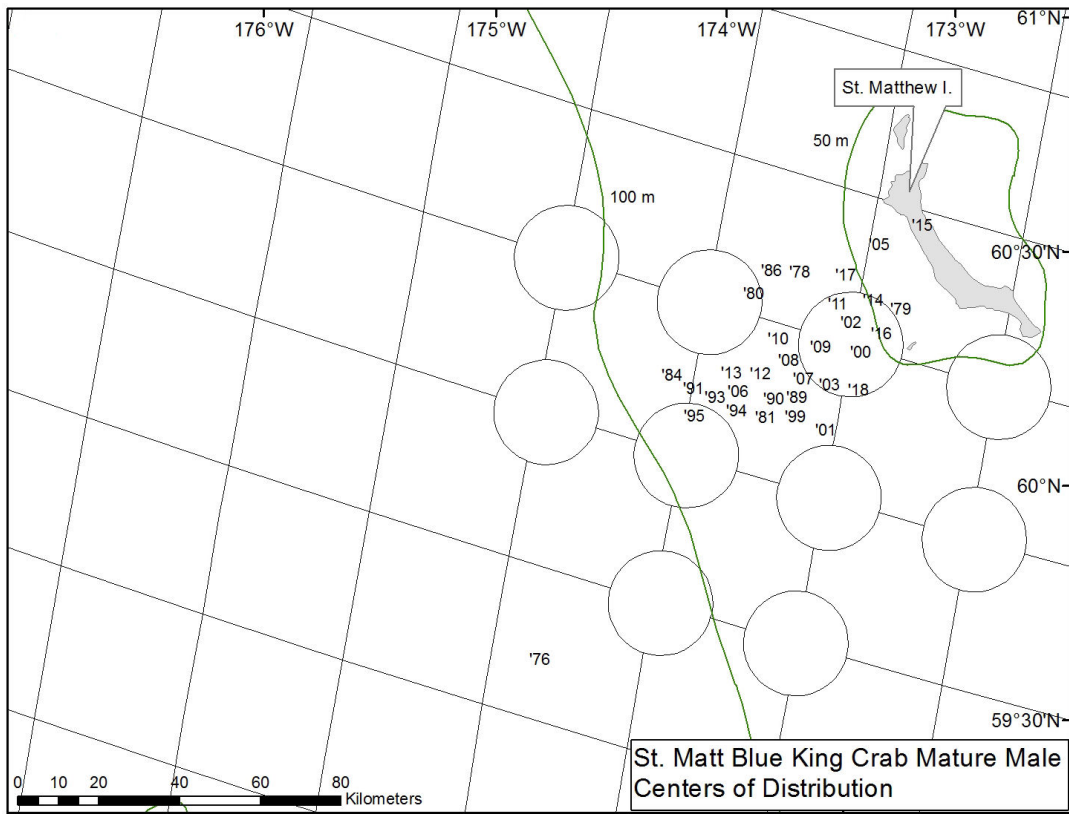 176°W 175°W 174°W 173°W 61°N
St. Matthew I.
50 m
100 m
'15
'05
60°30'N
'86 '78 '17
'80
'11 '14 '79
'02
'16
'10
'09 '00
'08
'84 '13 '12
'07
'91 '06 '03 '18
'93 '90 '89
'95 '94 '81 '99
'01
60°N
'76
59°30'N
St. Matt Blue King Crab Mature Male
Centers of Distribution
0 10 20 40 60 80
Kilometers